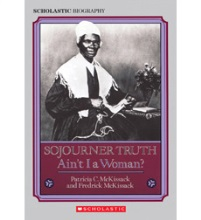 SCHOLASTIC BIOGRAPHY
SOJOURNER TRUTH
Ain't I a Woman?
Patricia C. McKissack
and Fredrick McKissack
SCHOLASTIC